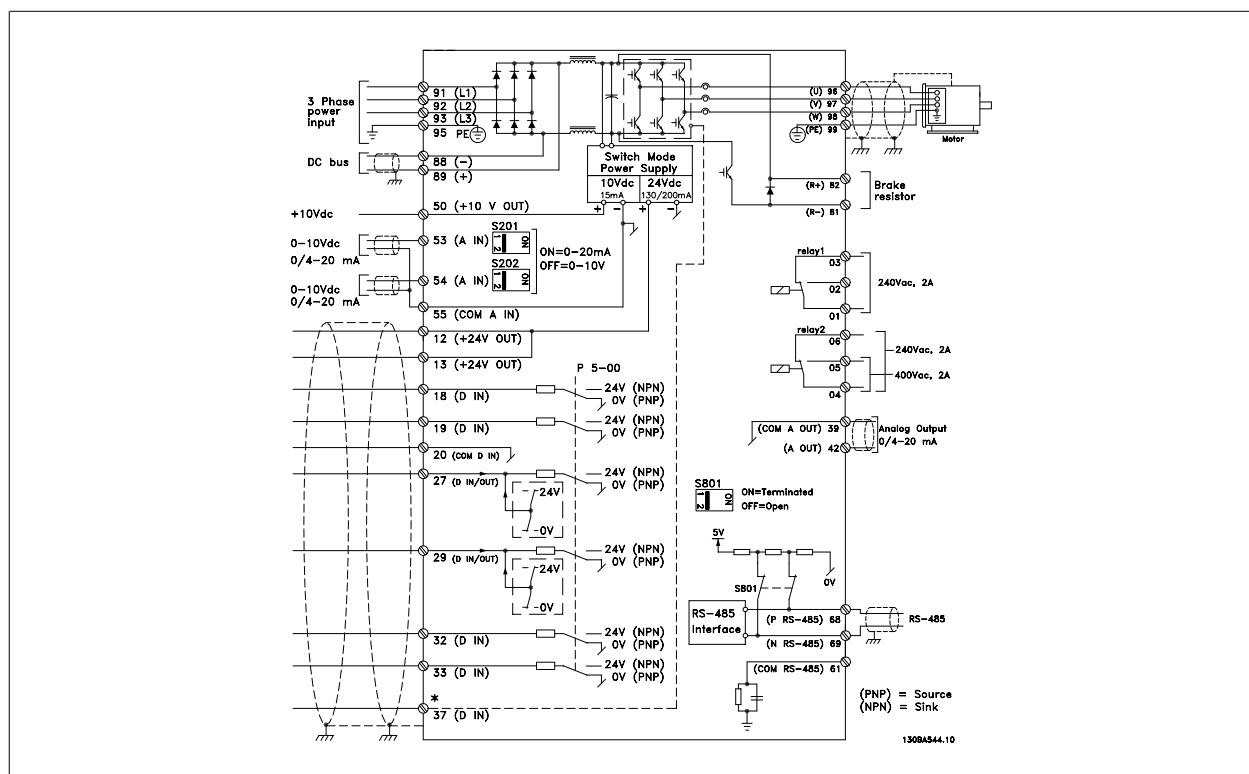 3 Phase
power
input
91 (L1)
92 (L2)
93 (L3)
95 PE
DC bus
88 (-)
89 (+)
+10Vdc
50 (+10 V OUT)
0-10Vdc
0/4-20 mA
53 (A IN)
S201
ON
1 2
ON=0-20mA
OFF=0-10V
0-10Vdc
0/4-20 mA
54 (A IN)
S202
ON
1 2
55 (COM A IN)
12 (+24V OUT)
13 (+24V OUT)
P 5-00
18 (D IN)
24V (NPN)
0V (PNP)
19 (D IN)
24V (NPN)
0V (PNP)
20 (COM D IN)
27 (D IN/OUT)
24V (NPN)
0V (PNP)
24V
0V
29 (D IN/OUT)
24V (NPN)
0V (PNP)
24V
0V
32 (D IN)
24V (NPN)
0V (PNP)
33 (D IN)
24V (NPN)
0V (PNP)
*
37 (D IN)
Switch Mode
Power Supply
10Vdc
15mA
24Vdc
130/200mA
+ - + -
(U) 96
(V) 97
(W) 98
(PE) 99
Motor
(R+) 82
(R-) 81
Brake
resistor
relay1
03
02
01
240Vac, 2A
relay2
06
05
04
240Vac, 2A
400Vac, 2A
(COM A OUT) 39
(A OUT) 42
Analog Output
0/4-20 mA
S801
ON
1 2
ON=Terminated
OFF=Open
5V
0V
S801
RS-485
Interface
(P RS-485) 68
(N RS-485) 69
RS-485
(COM RS-485) 61
(PNP) = Source
(NPN) = Sink
130BA544.10